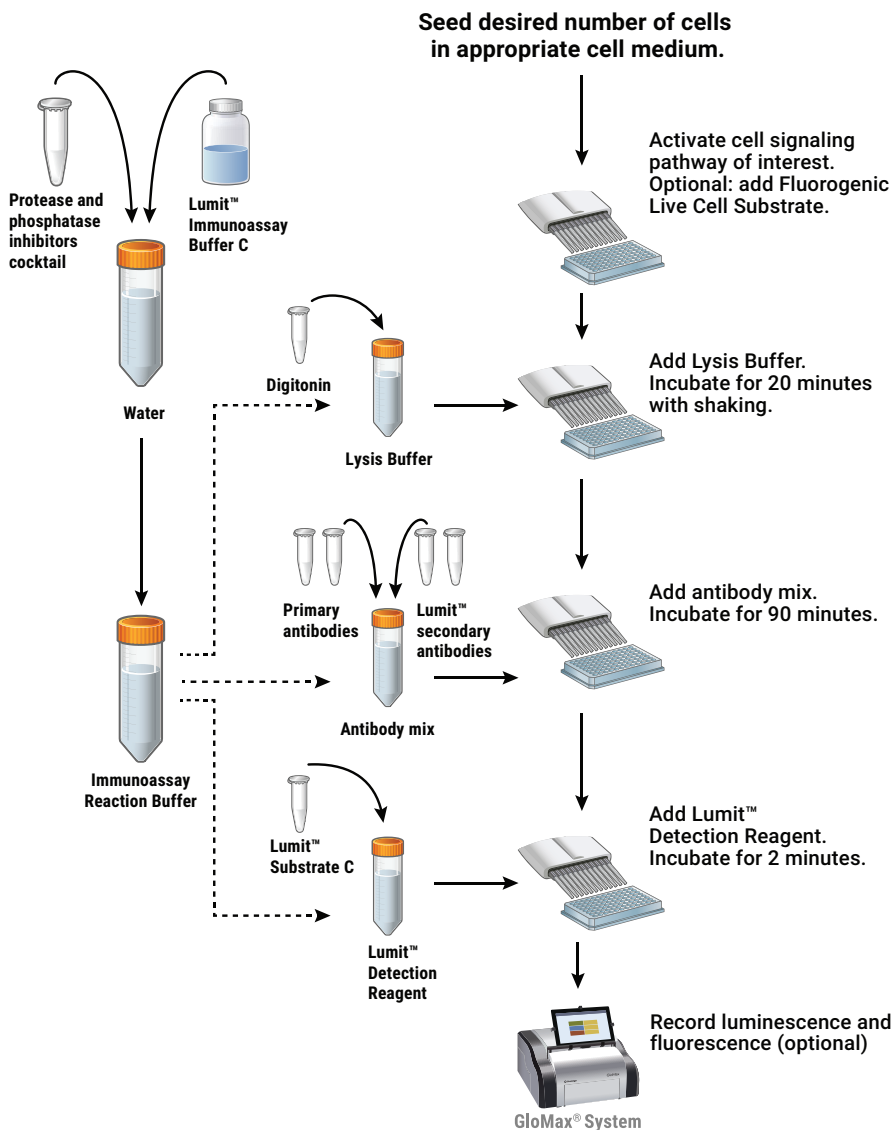 Seed desired number of cells
in appropriate cell medium.
Protease and
phosphatase
inhibitors
cocktail
Lumit™
Immunoassay
Buffer C
Activate cell signaling
pathway of interest.
Optional: add Fluorogenic
Live Cell Substrate.
Water
Digitonin
Lysis Buffer
Add Lysis Buffer.
Incubate for 20 minutes
with shaking.
Primary
antibodies
Lumit™
secondary
antibodies
Antibody mix
Add antibody mix.
Incubate for 90 minutes.
Immunoassay
Reaction Buffer
Lumit™
Substrate C
Lumit™
Detection
Reagent
Add Lumit™
Detection Reagent.
Incubate for 2 minutes.
Record luminescence and
fluorescence (optional)
GloMax® System